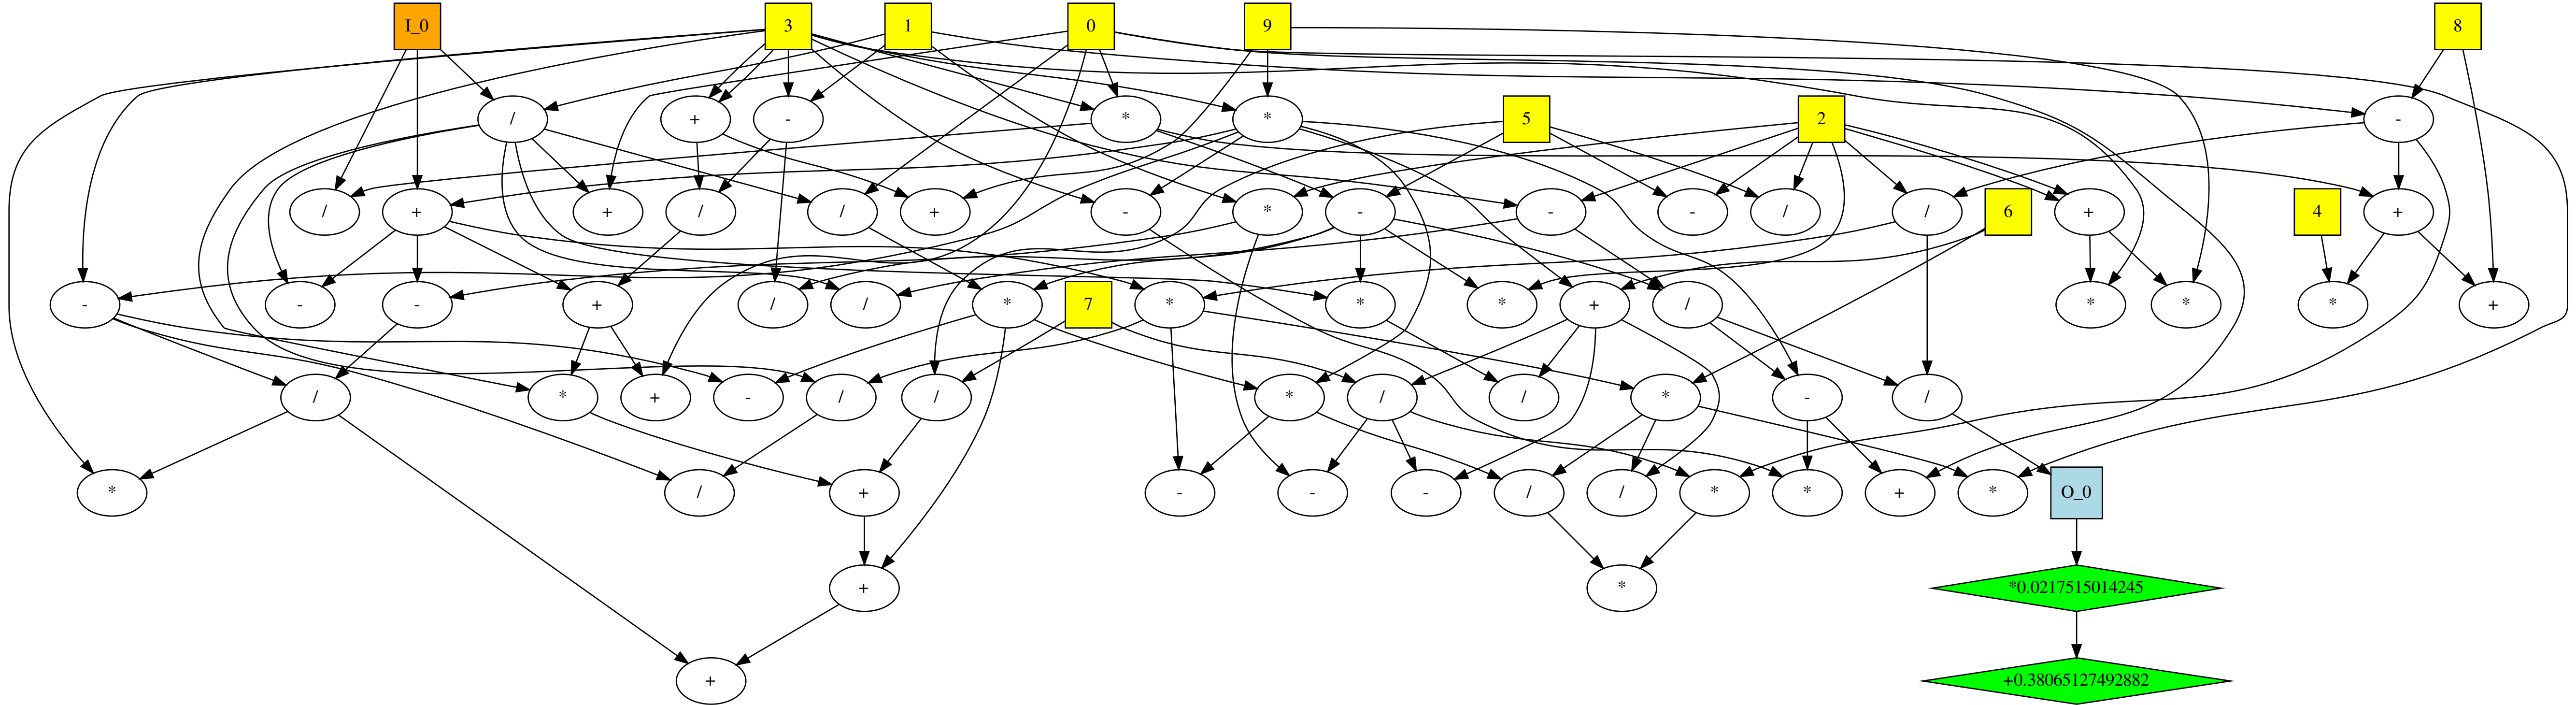 I_0 3 1 0 9 8
/ + - * * 5 2 -
/ + + / / + - * - - - / / 6 + 4 +
- - - + / / * 7 * * * + / * * * +
/ * + - / / * / / * - /
* / + - - - / / * * + * O_0
+ * *0.0217515014245
+ +0.38065127492882